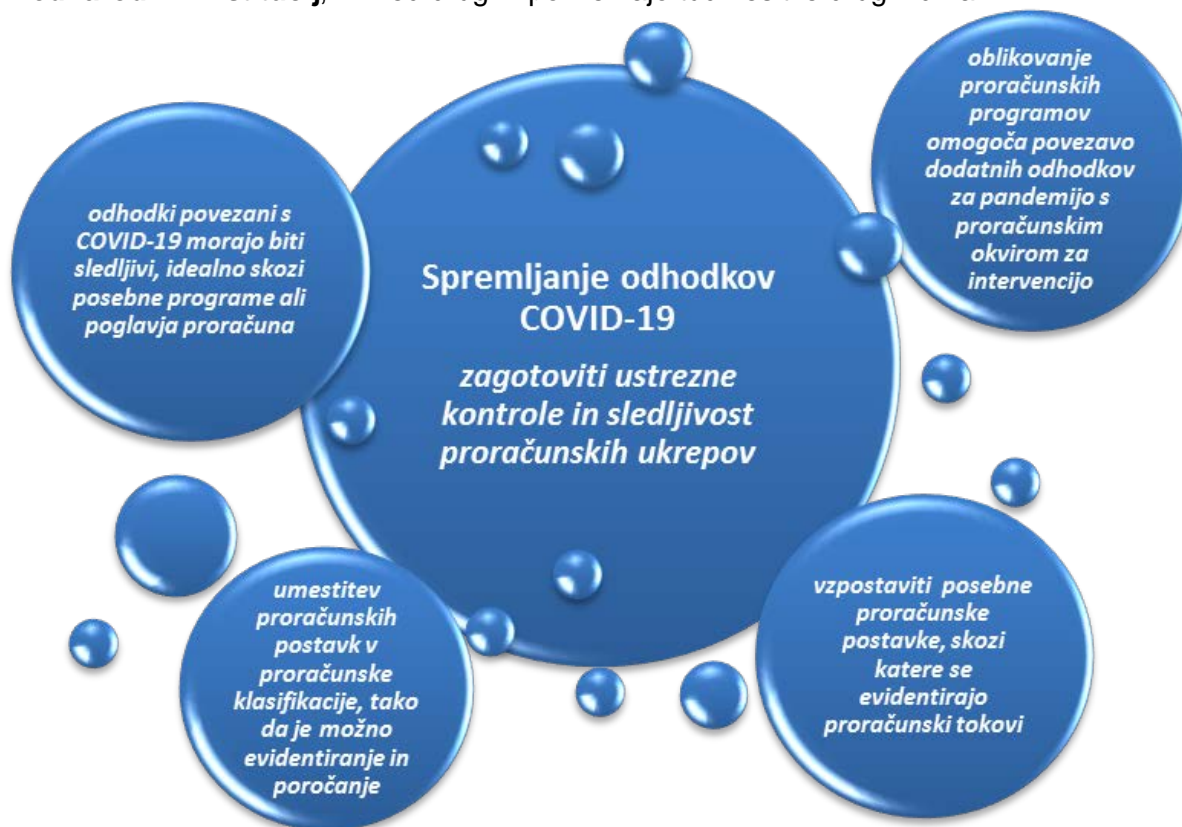 odhodki povezani s
COVID-19 morajo biti
sledljivi, idealno skozi
posebne programe ali
poglavja proračuna
oblikovanje
proračunskih
programov
omogoča povezavo
dodatnih odhodkov
za pandemijo s
proračunskim
okvirom za
intervencijo
Spremljanje odhodkov
COVID-19
zagotoviti ustrezne
kontrole in sledljivost
proračunskih ukrepov
umestitev
proračunskih
postavk v
proračunske
klasifikacije, tako
da je možno
evidentiranje in
poročanje
vzpostaviti posebne
proračunske
postavke, skozi
katere se
evidentirajo
proračunski tokovi